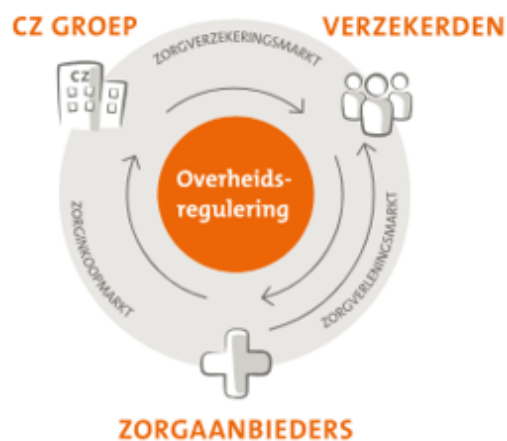 CZ GROEP
VERZEKERDEN
ZORGVERZEKERINGSMARKT
CZ
Overheids-
regulering
ZORGINKOOPMARKT
ZORGVERLENINGSMARKT
ZORGAANBIEDERS